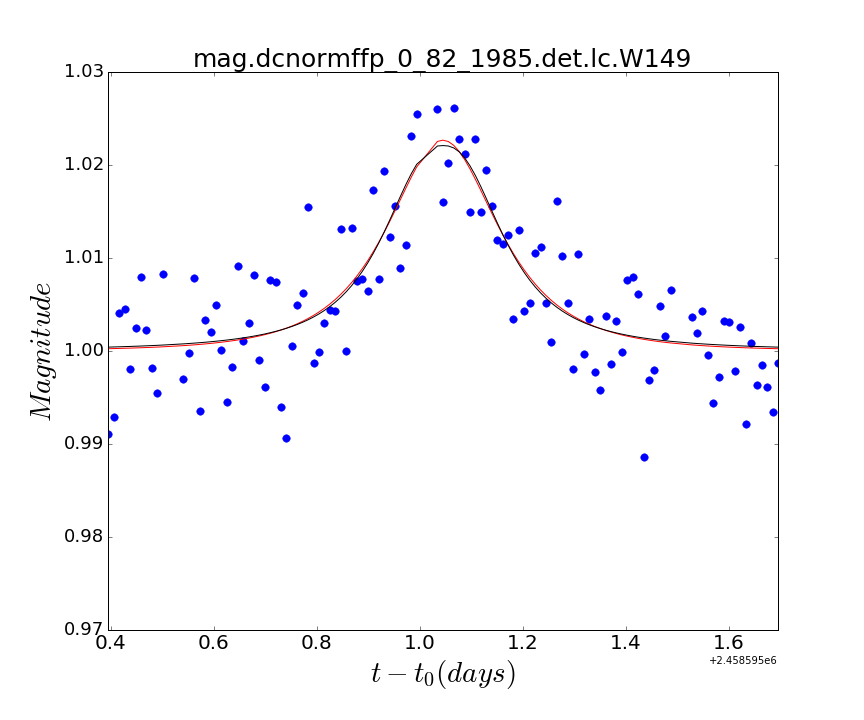 mag.dcnormffp_0_82_1985.det.lc.W149
1.03
1.02
1.01
1.00
0.99
0.98
0.97
Magnitude
0.4 0.6 0.8 1.0 1.2 1.4 1.6
+2.458595e6
t − t₀(days)